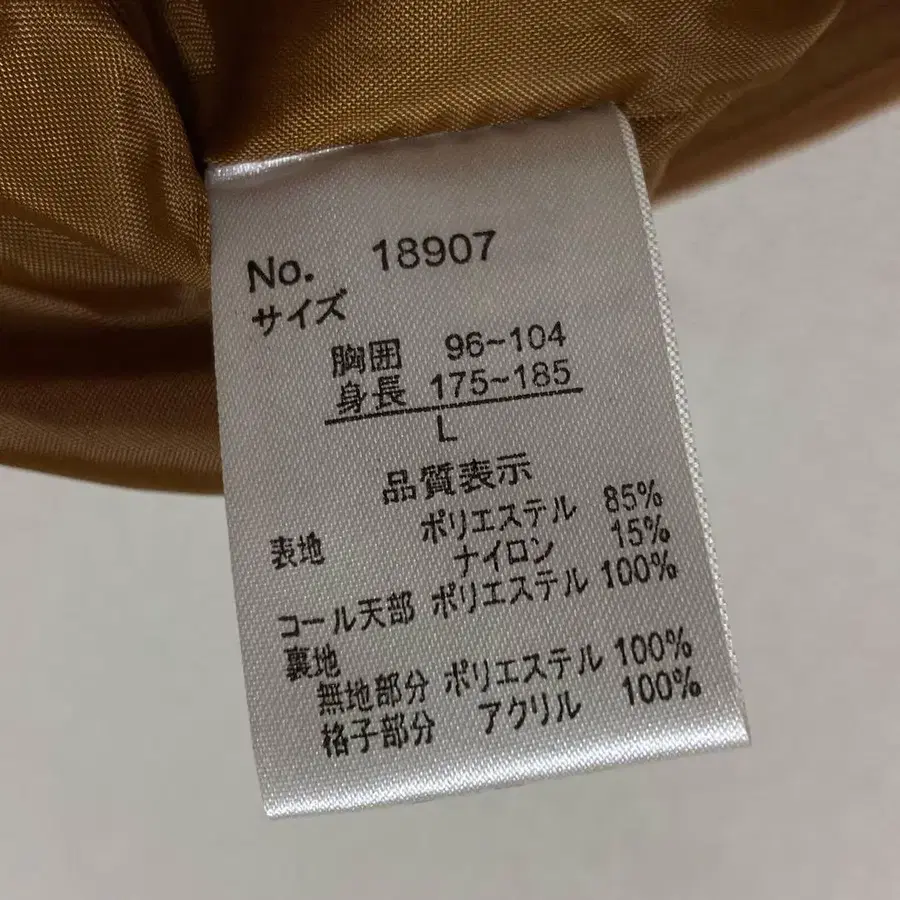 No. 18907
サイズ
胸囲 96~104
身長 175~185
L
品質表示
表地 ポリエステル 85%
ナイロン 15%
コール天部 ポリエステル 100%
裏地
無地部分 ポリエステル 100%
格子部分 アクリル 100%